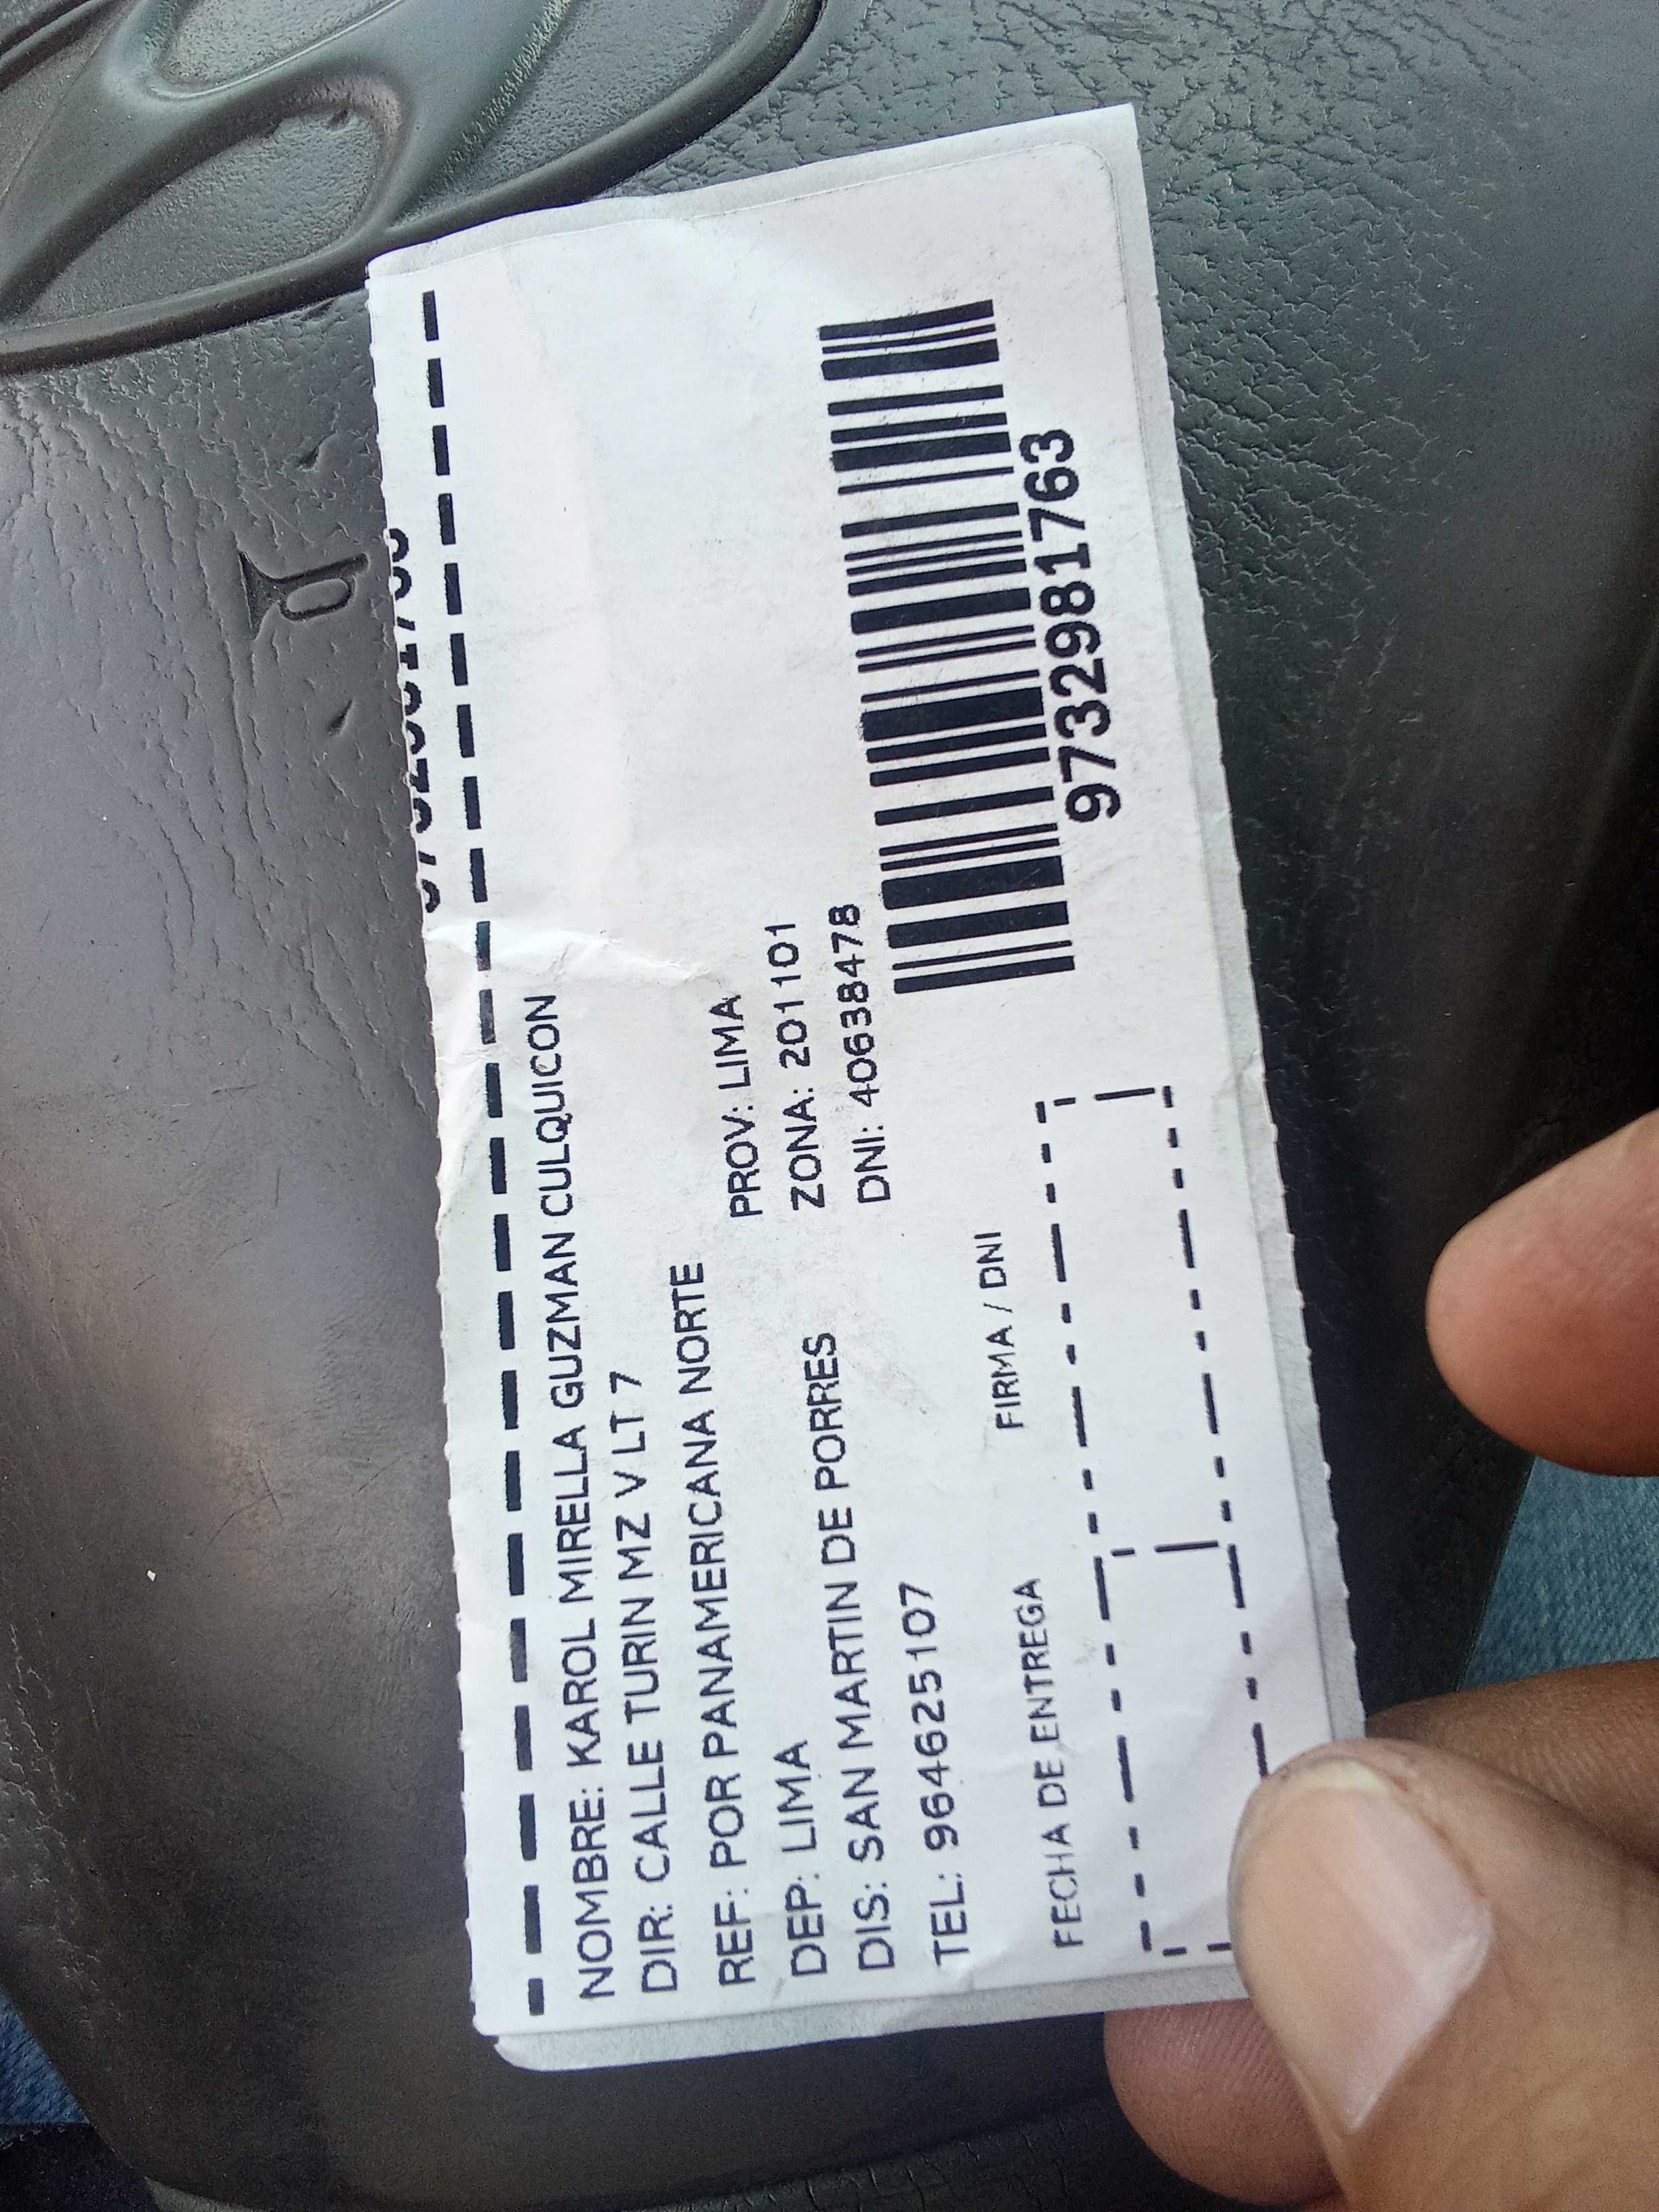 NOMBRE: KAROL MIRELLA GUZMAN CULQUICON
DIR: CALLE TURIN MZ V LT 7
REF: POR PANAMERICANA NORTE
DEP: LIMA PROV: LIMA
DIS: SAN MARTIN DE PORRES ZONA: 201101
TEL: 964625107 DNI: 40638478
FECHA DE ENTREGA FIRMA / DNI
9732981763